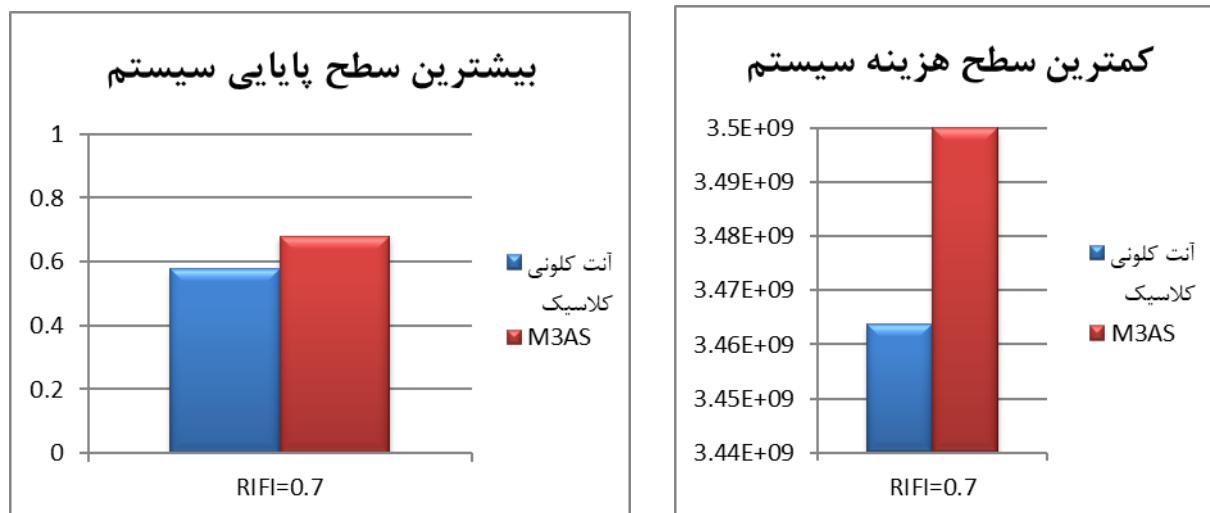 بیشترین سطح پایایی سیستم
1
0.8
0.6
0.4
0.2
0
RIFI=0.7
آنت کلونی
کلاسیک
M3AS
کمترین سطح هزینه سیستم
3.5E+09
3.49E+09
3.48E+09
3.47E+09
3.46E+09
3.45E+09
3.44E+09
RIFI=0.7
آنت کلونی
کلاسیک
M3AS